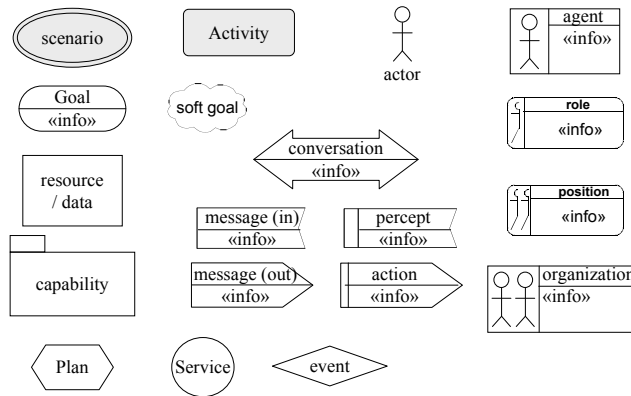 scenario
Activity
actor
agent
«info»
Goal
«info»
soft goal
role
«info»
conversation
«info»
resource
/ data
position
«info»
message (in)
«info»
percept
«info»
capability
message (out)
«info»
action
«info»
organization
«info»
Plan
Service
event